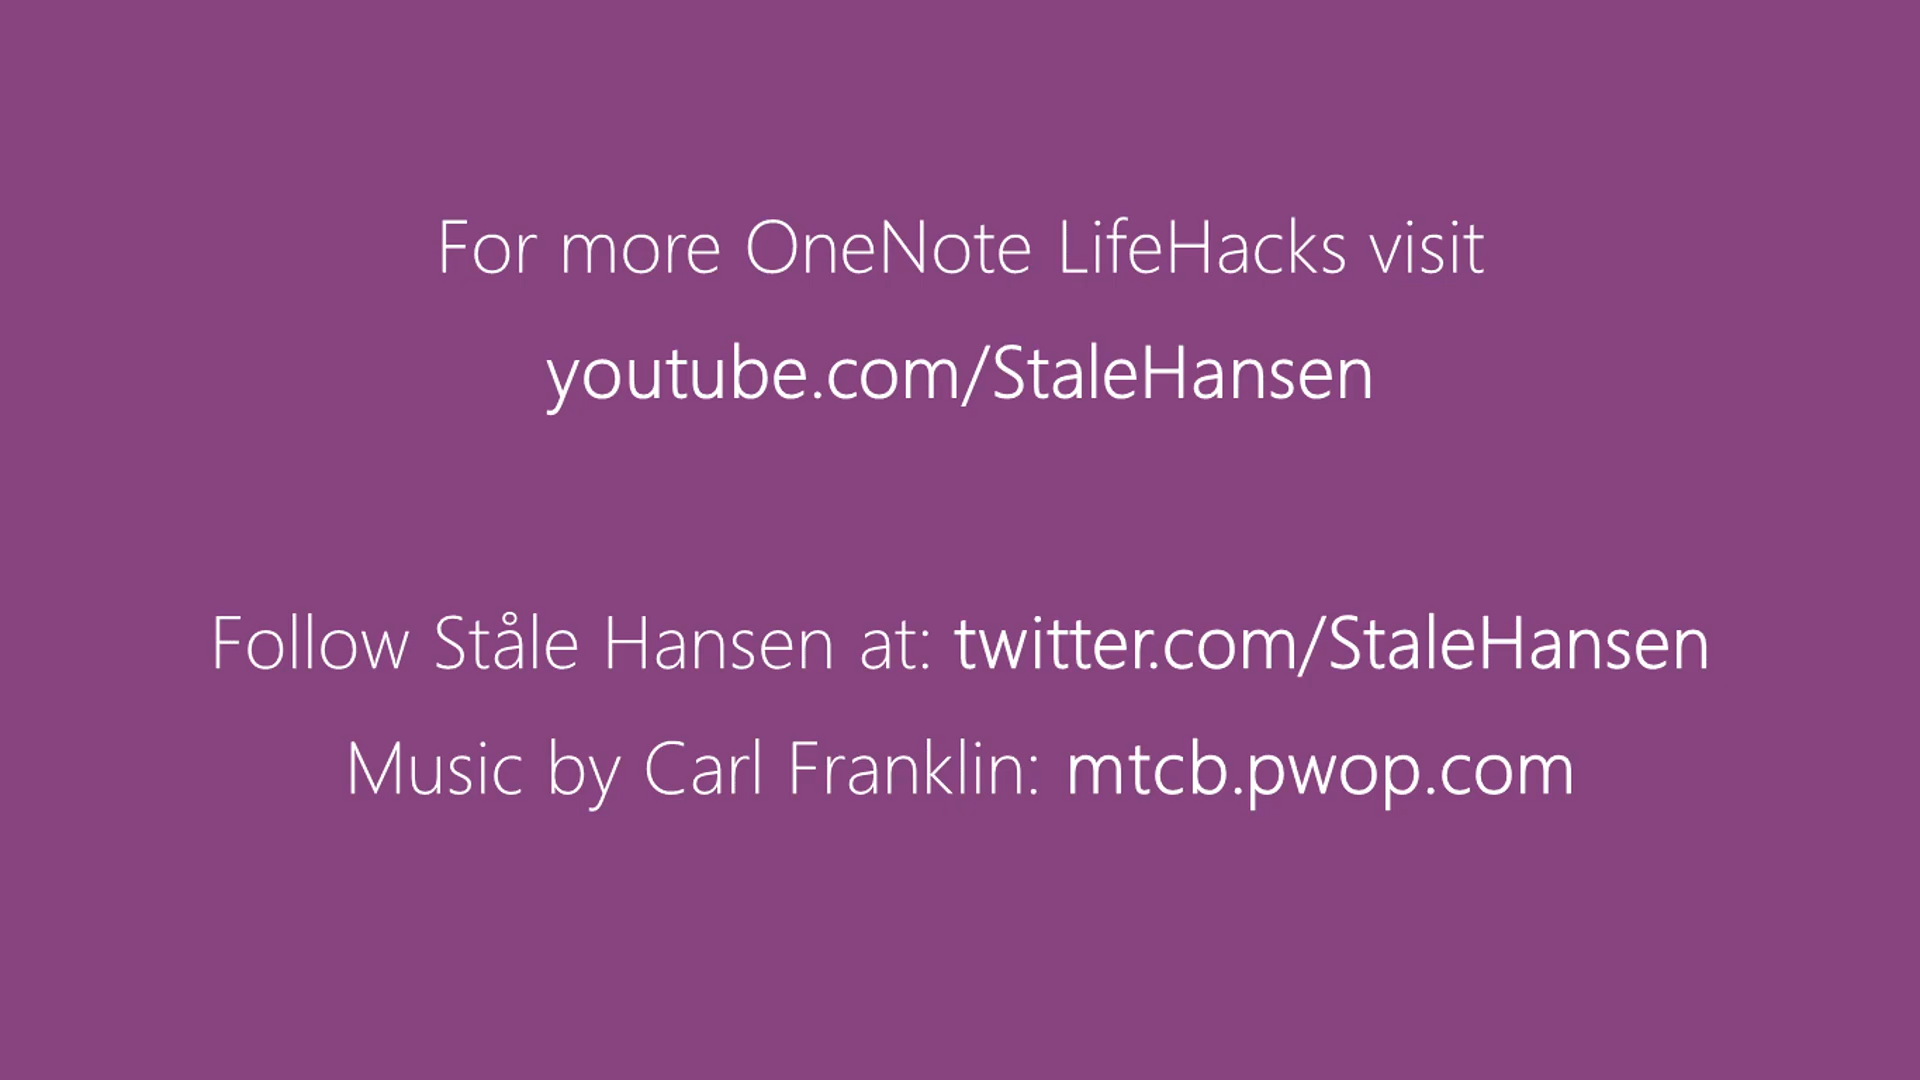 For more OneNote LifeHacks visit
youtube.com/StaleHansen
Follow Ståle Hansen at: twitter.com/StaleHansen
Music by Carl Franklin: mtcb.pwop.com